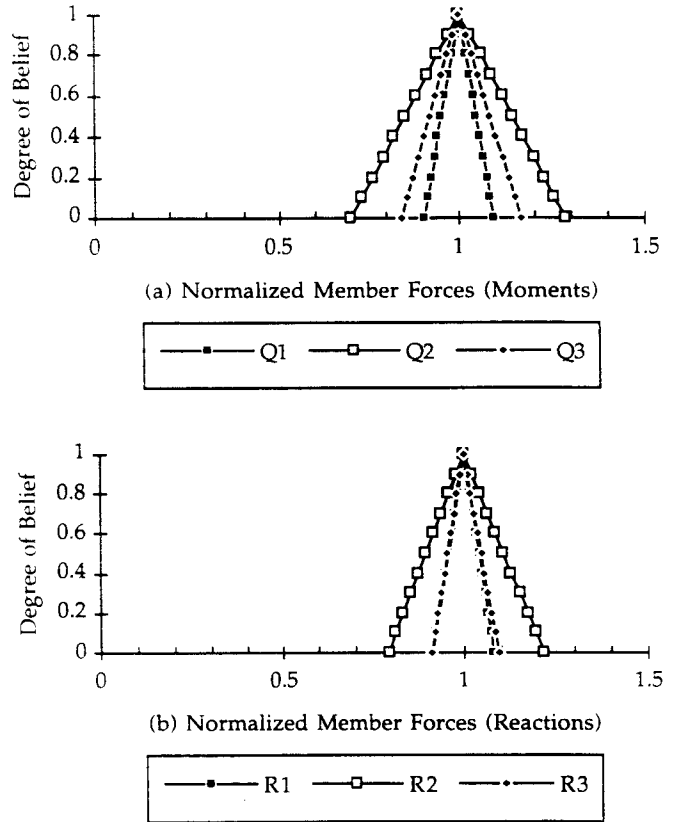 1
0.8
0.6
0.4
0.2
0
Degree of Belief
0 0.5 1 1.5
(a) Normalized Member Forces (Moments)
Q1 Q2 Q3
1
0.8
0.6
0.4
0.2
0
Degree of Belief
0 0.5 1 1.5
(b) Normalized Member Forces (Reactions)
R1 R2 R3